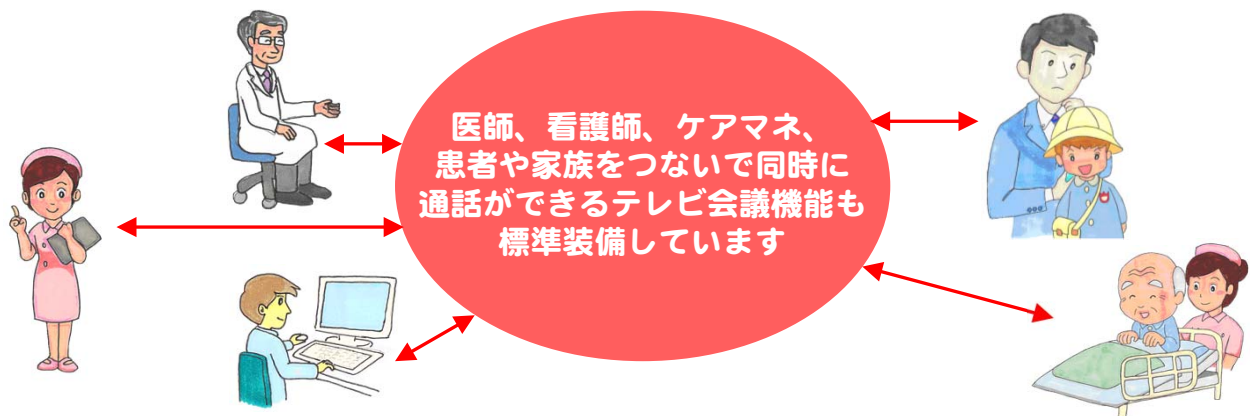 医師、看護師、ケアマネ、
患者や家族をつないで同時に
通話ができるテレビ会議機能も
標準装備しています